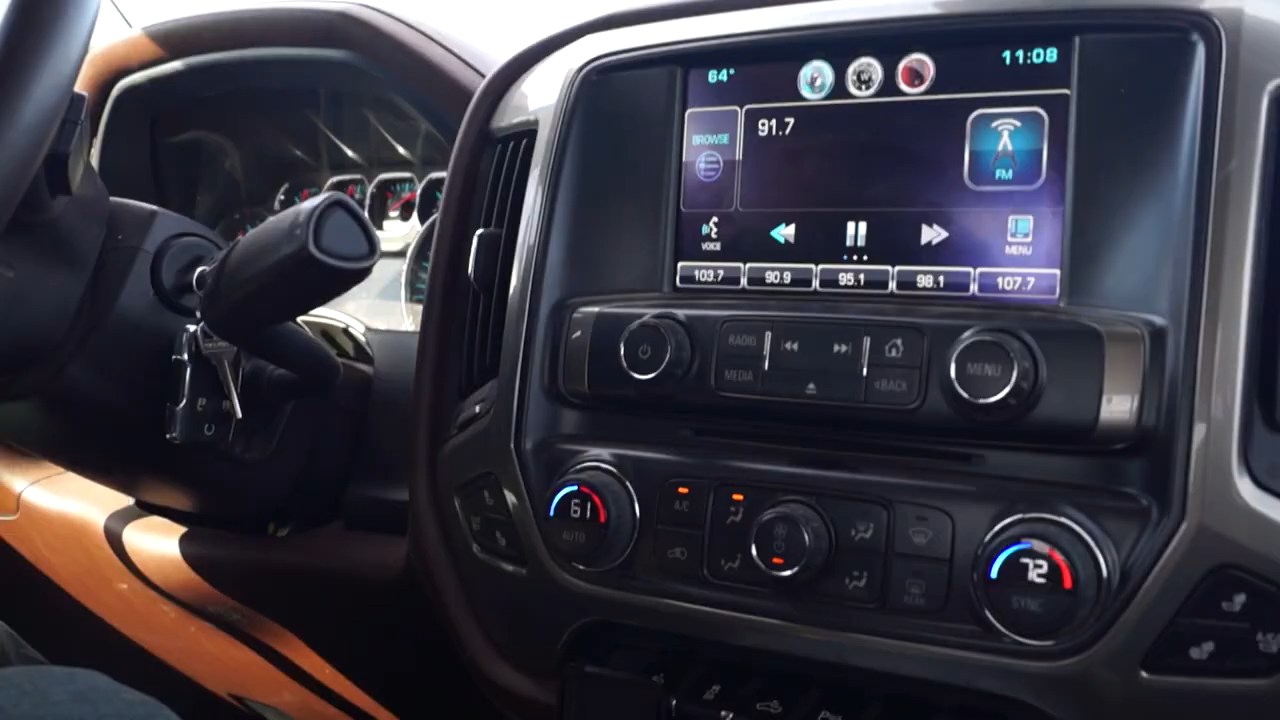 64°
11:08
BROWSE
91.7
FM
VOICE
MENU
103.7
90.9
95.1
98.1
107.7
RADIO
MEDIA
BACK
MENU
61
AUTO
A/C
REAR
72
SYNC